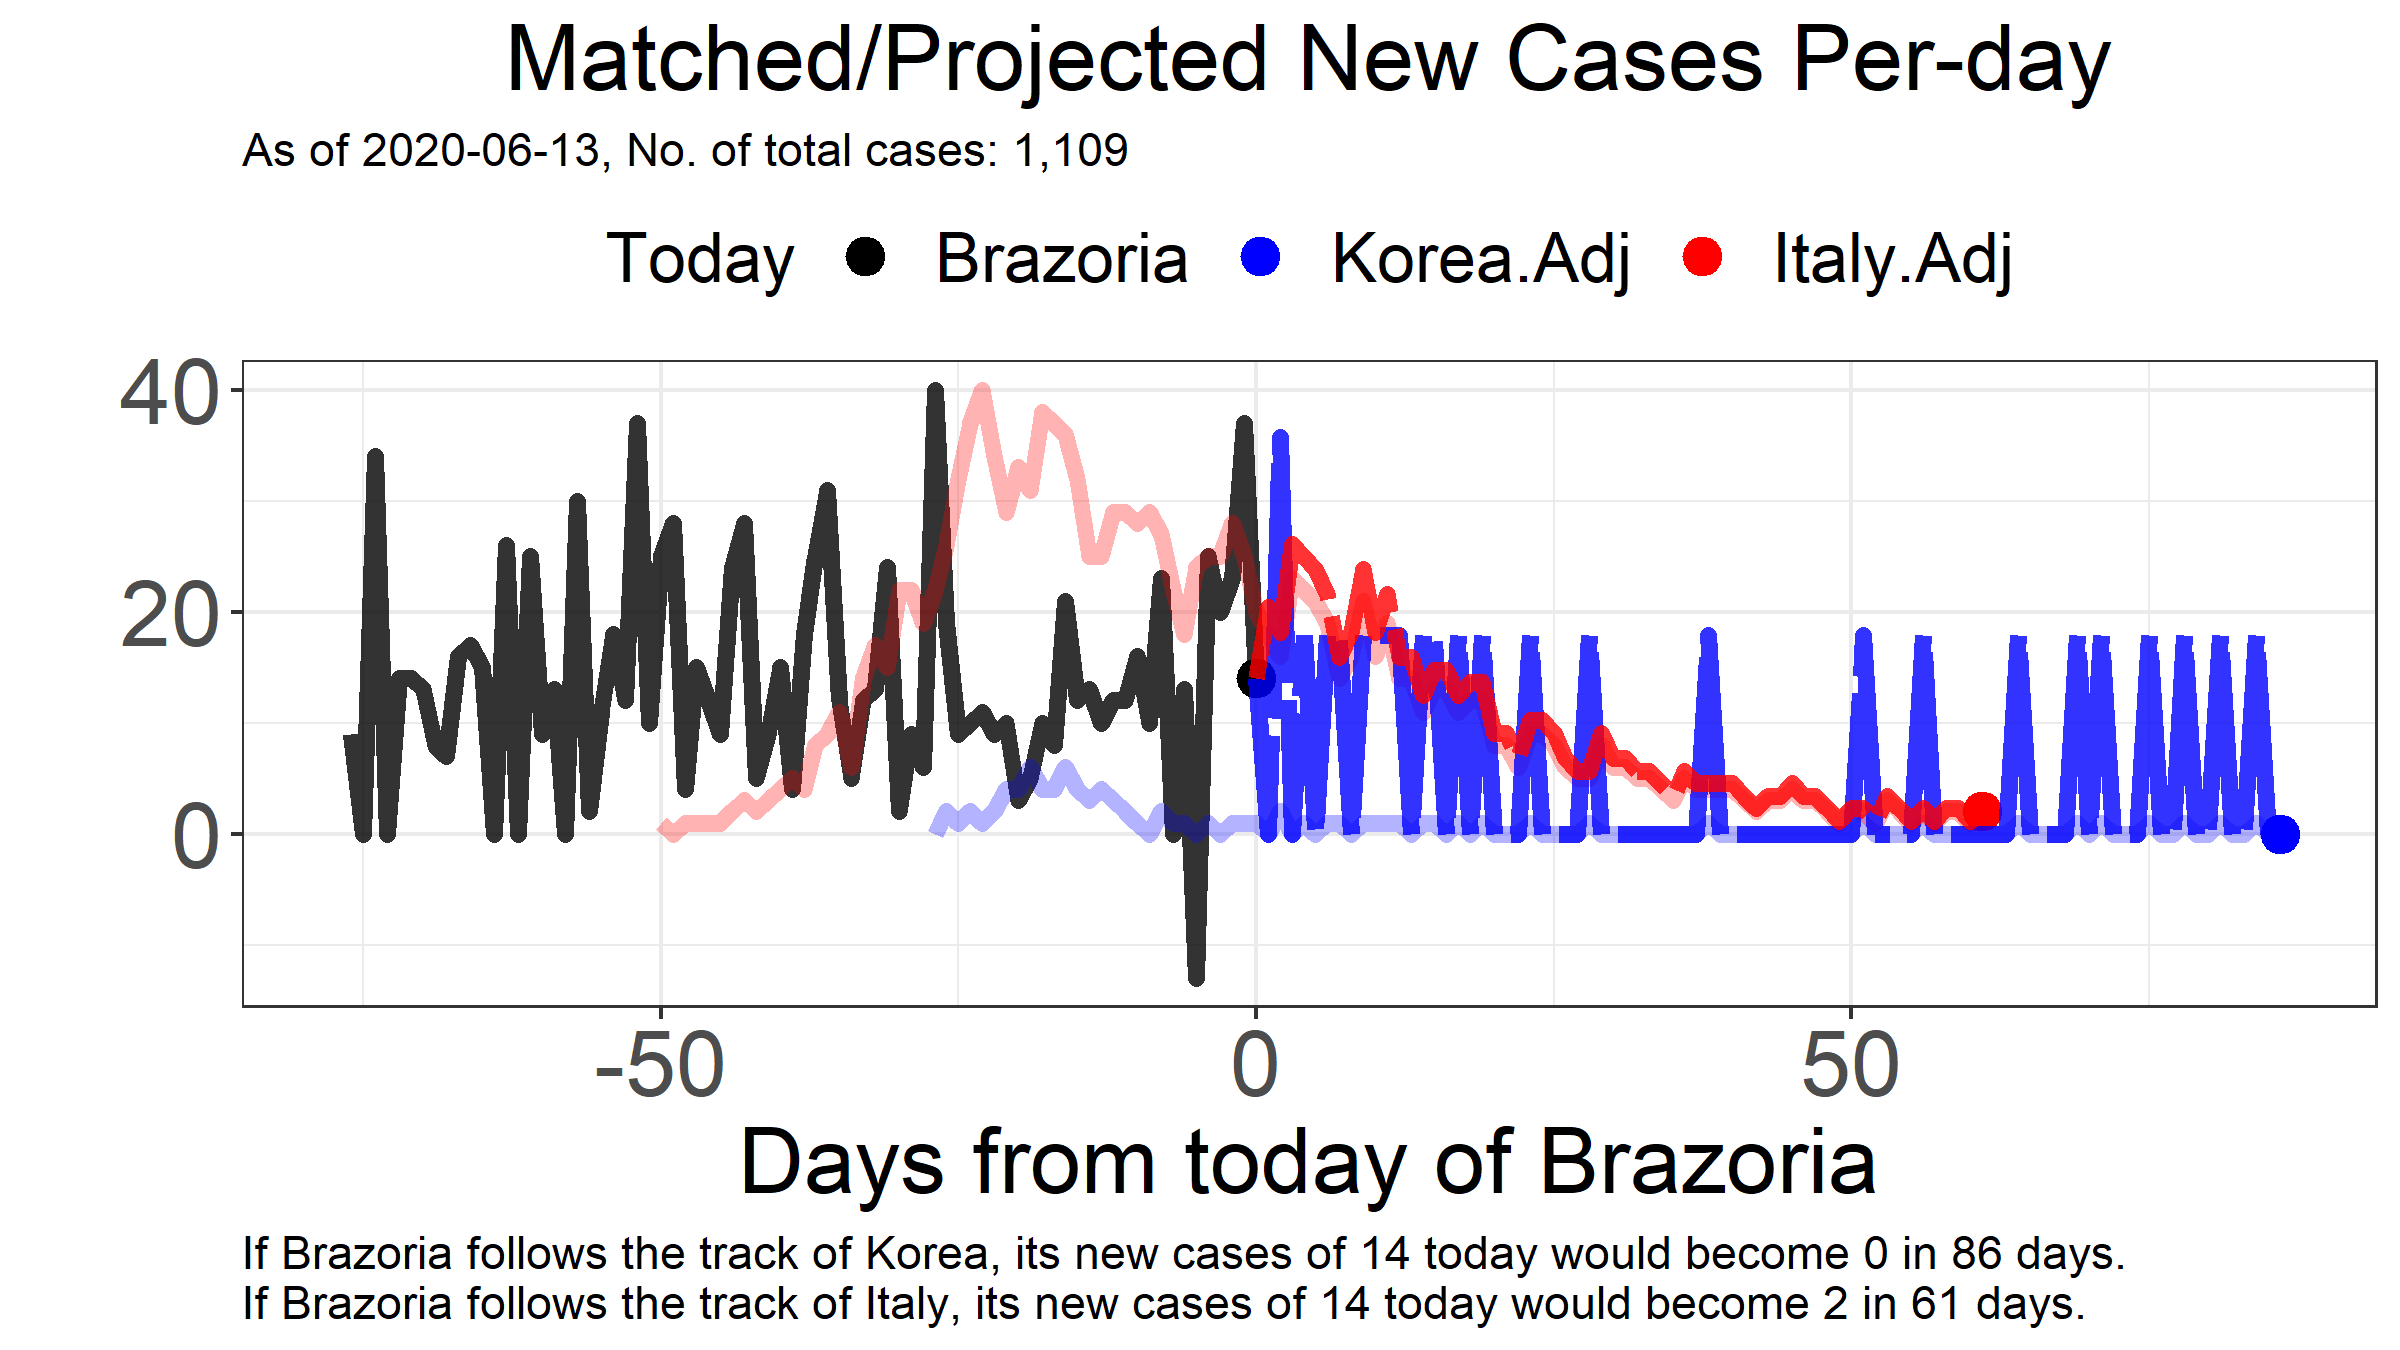 Matched/Projected New Cases Per-day
As of 2020-06-13, No. of total cases: 1,109
Today Brazoria Korea.Adj Italy.Adj
40
20
0
-50 0 50
Days from today of Brazoria
If Brazoria follows the track of Korea, its new cases of 14 today would become 0 in 86 days.
If Brazoria follows the track of Italy, its new cases of 14 today would become 2 in 61 days.